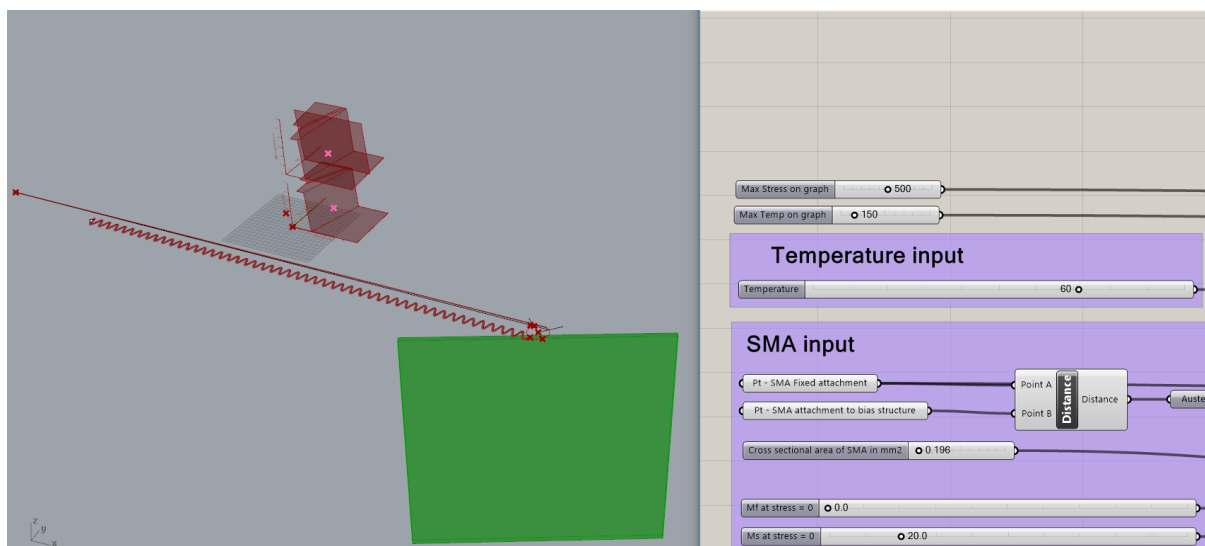 Max Stress on graph 500
Max Temp on graph 150
Temperature input
Temperature 60
SMA input
Pt - SMA Fixed attachment
Pt - SMA attachment to bias structure
Point A
Point B
Distance
Distance
Auste
Cross sectional area of SMA in mm2 0.196
Mf at stress = 0 0.0
Ms at stress = 0 20.0
z
y
x